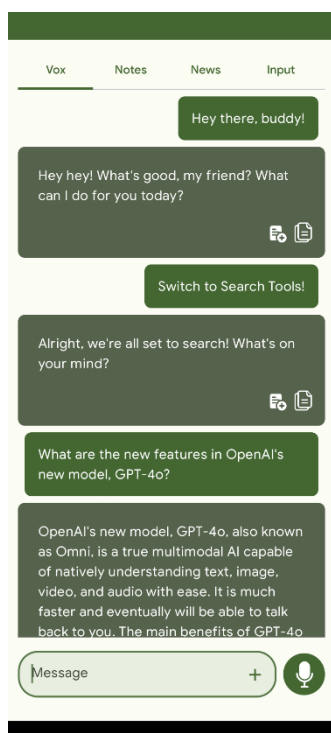 Vox Notes News Input
Hey there, buddy!
Hey hey! What's good, my friend? What
can I do for you today?
Switch to Search Tools!
Alright, we're all set to search! What's on
your mind?
What are the new features in OpenAI's
new model, GPT-4o?
OpenAI's new model, GPT-4o, also known
as Omni, is a true multimodal AI capable
of natively understanding text, image,
video, and audio with ease. It is much
faster and eventually will be able to talk
back to you. The main benefits of GPT-4o
Message